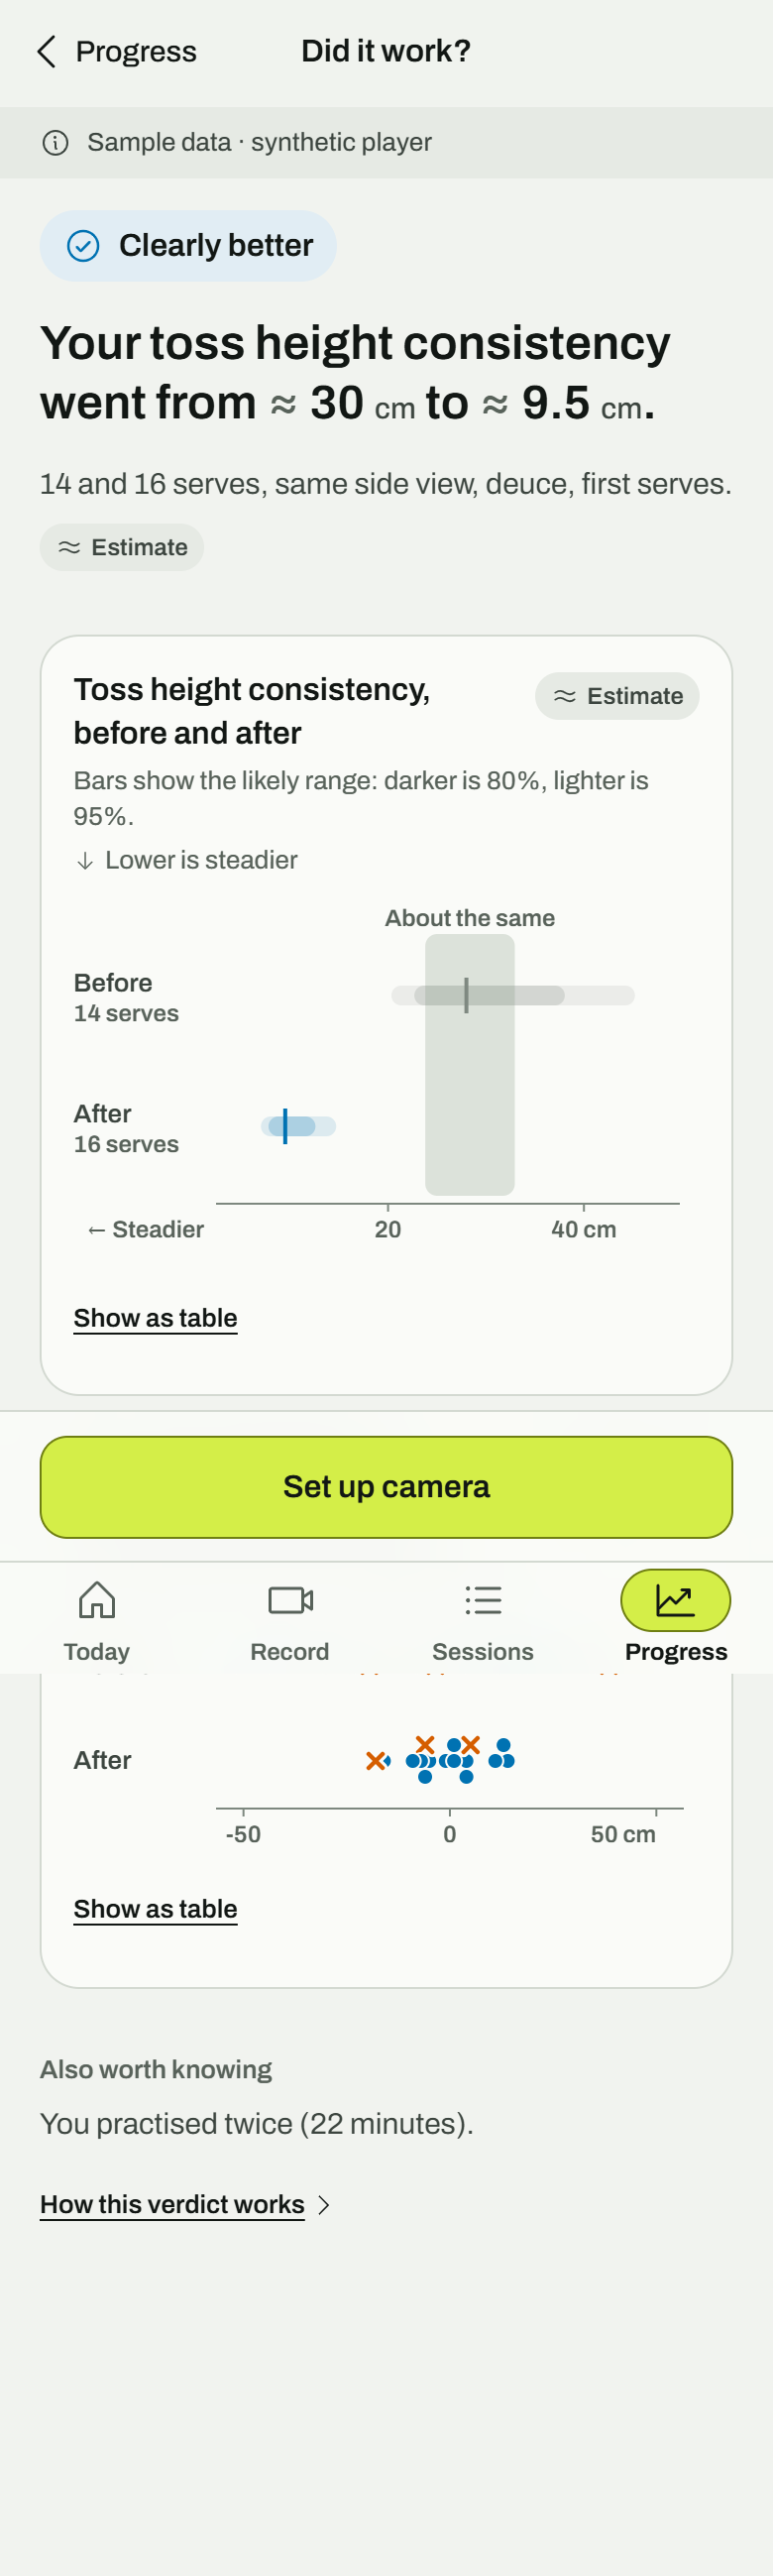 Progress
Did it work?
Sample data · synthetic player
Clearly better
Your toss height consistency
went from ≈ 30 cm to ≈ 9.5 cm.
14 and 16 serves, same side view, deuce, first serves.
Estimate
Toss height consistency,
before and after
Estimate
Bars show the likely range: darker is 80%, lighter is
95%.
↓ Lower is steadier
About the same
Before
14 serves
After
16 serves
← Steadier
20
40 cm
Show as table
Set up camera
Today
Record
Sessions
Progress
After
-50
0
50 cm
Show as table
Also worth knowing
You practised twice (22 minutes).
How this verdict works